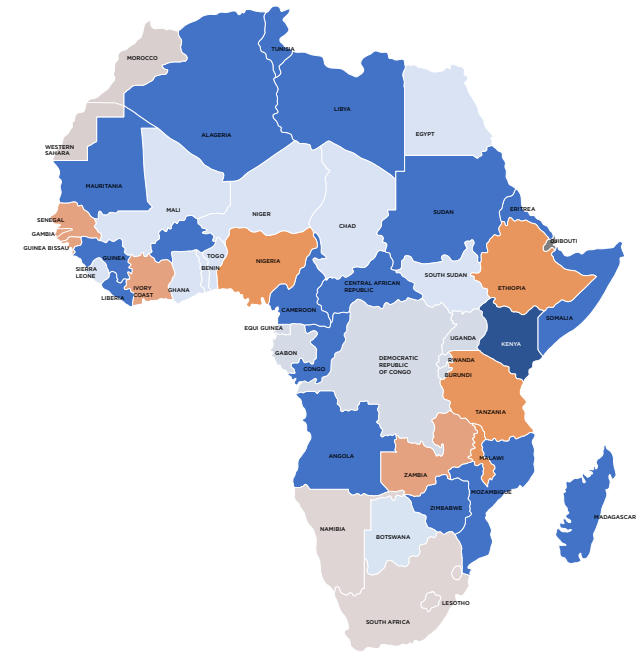 TUNISIA
MOROCCO
LIBYA
ALAGERIA
EGYPT
WESTERN
SAHARA
MAURITANIA
MALI
NIGER
CHAD
SUDAN
ERITREA
SENEGAL
GAMBIA
GUINEA BISSAU
GUINEA
SIERRA
LEONE
LIBERIA
IVORY
COAST
GHANA
TOGO
BENIN
NIGERIA
DJIBOUTI
SOUTH SUDAN
ETHIOPIA
CENTRAL AFRICAN
REPUBLIC
CAMEROON
SOMALIA
EQUI GUINEA
GABON
CONGO
UGANDA
KENYA
DEMOCRATIC
REPUBLIC
OF CONGO
RWANDA
BURUNDI
TANZANIA
ANGOLA
ZAMBIA
MALAWI
MOZAMBIQUE
ZIMBABWE
MADAGASCAR
NAMIBIA
BOTSWANA
LESOTHO
SOUTH AFRICA